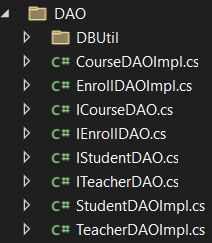 DAO
DBUtil
C# CourseDAOImpl.cs
C# EnrollDAOImpl.cs
C# ICourseDAO.cs
C# IEnrollDAO.cs
C# IStudentDAO.cs
C# ITeacherDAO.cs
C# StudentDAOImpl.cs
C# TeacherDAOImpl.cs